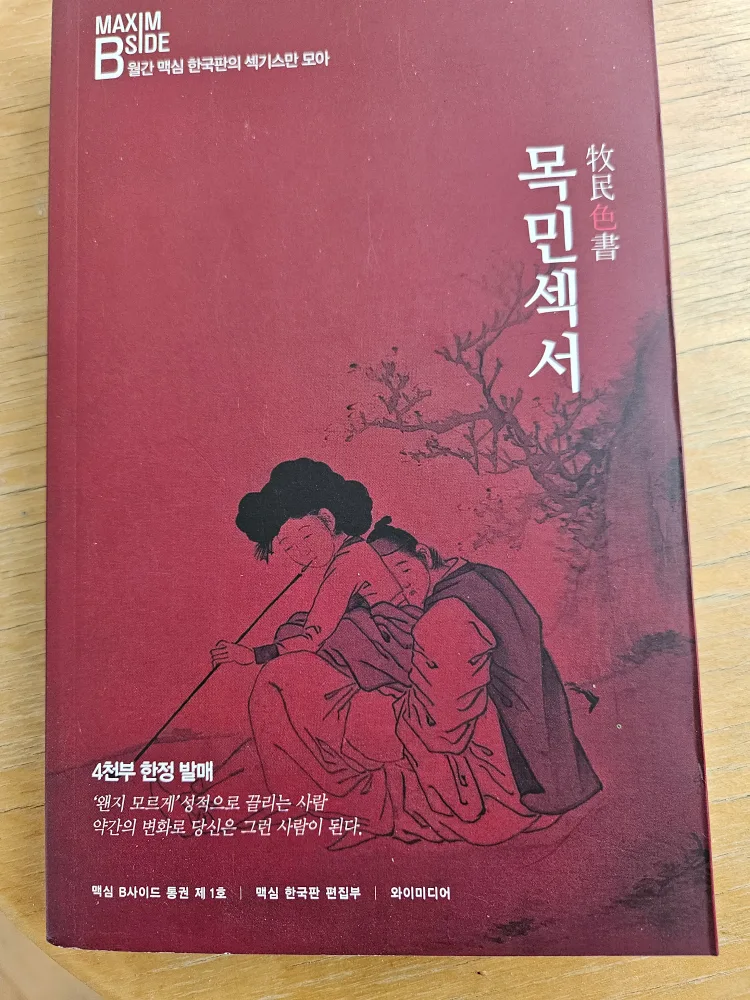 MAXIM
B SIDE
월간 맥심 한국판의 섹기스만 모아
牧民色書
목민섹서
4천부 한정 발매
'왠지 모르게' 성적으로 끌리는 사람
약간의 변화로 당신은 그런 사람이 된다.
맥심 B사이드 통권 제 1호 | 맥심 한국판 편집부 | 와이미디어